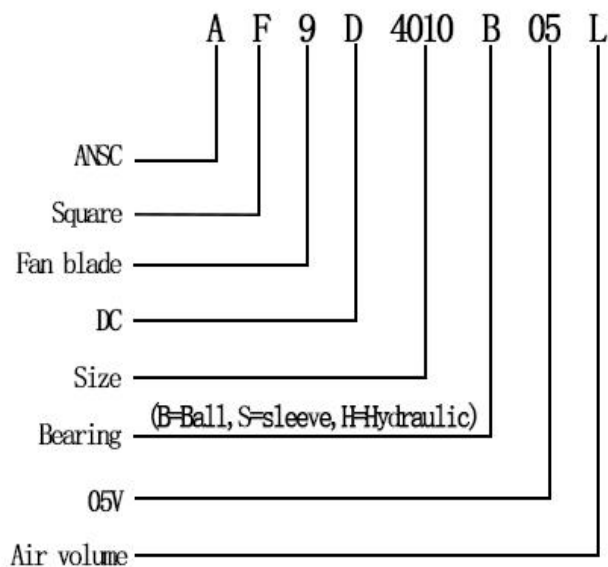 A F 9 D 4010 B 05 L
ANSC
Square
Fan blade
DC
Size
(B=Ball, S=sleeve, H=Hydraulic)
Bearing
05V
Air volume